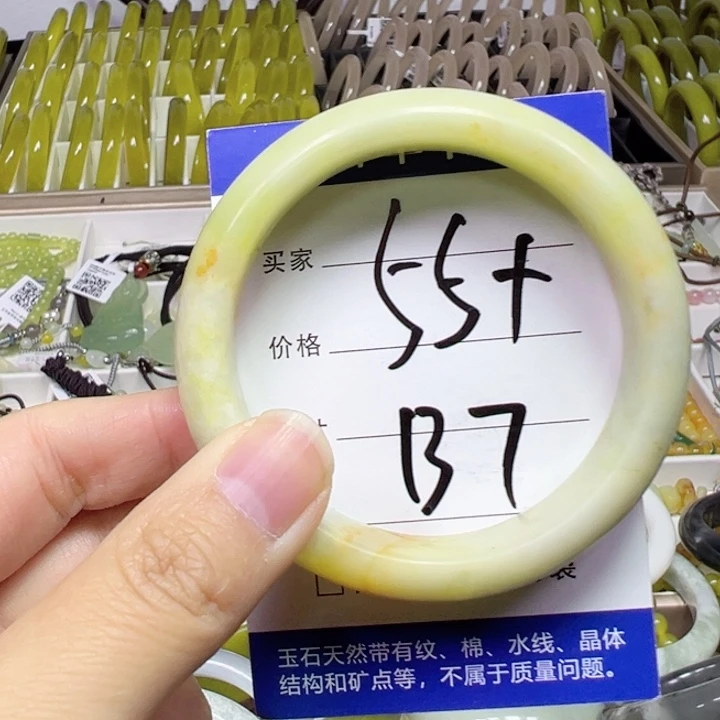 买家
55+
价格
B7
玉石天然带有纹、棉、水线、晶体
结构和矿点等，不属于质量问题。